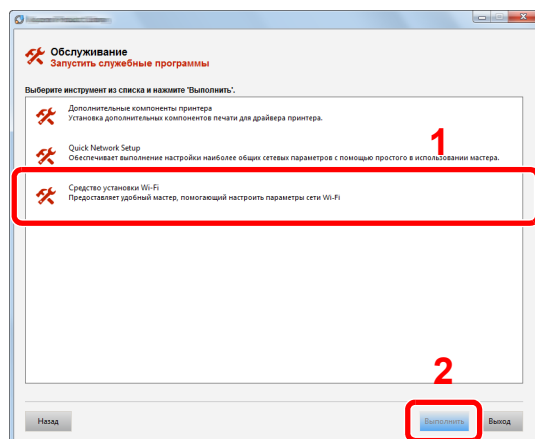 Обслуживание
Запустить служебные программы
Выберите инструмент из списка и нажмите 'Выполнить'.
Дополнительные компоненты принтера
Установка дополнительных компонентов печати для драйвера принтера.
1
Quick Network Setup
Обеспечивает выполнение настройки наиболее общих сетевых параметров с помощью простого в использовании мастера.
Средство установки Wi-Fi
Предоставляет удобный мастер, помогающий настроить параметры сети Wi-Fi
2
Назад
Выполнить
Выход